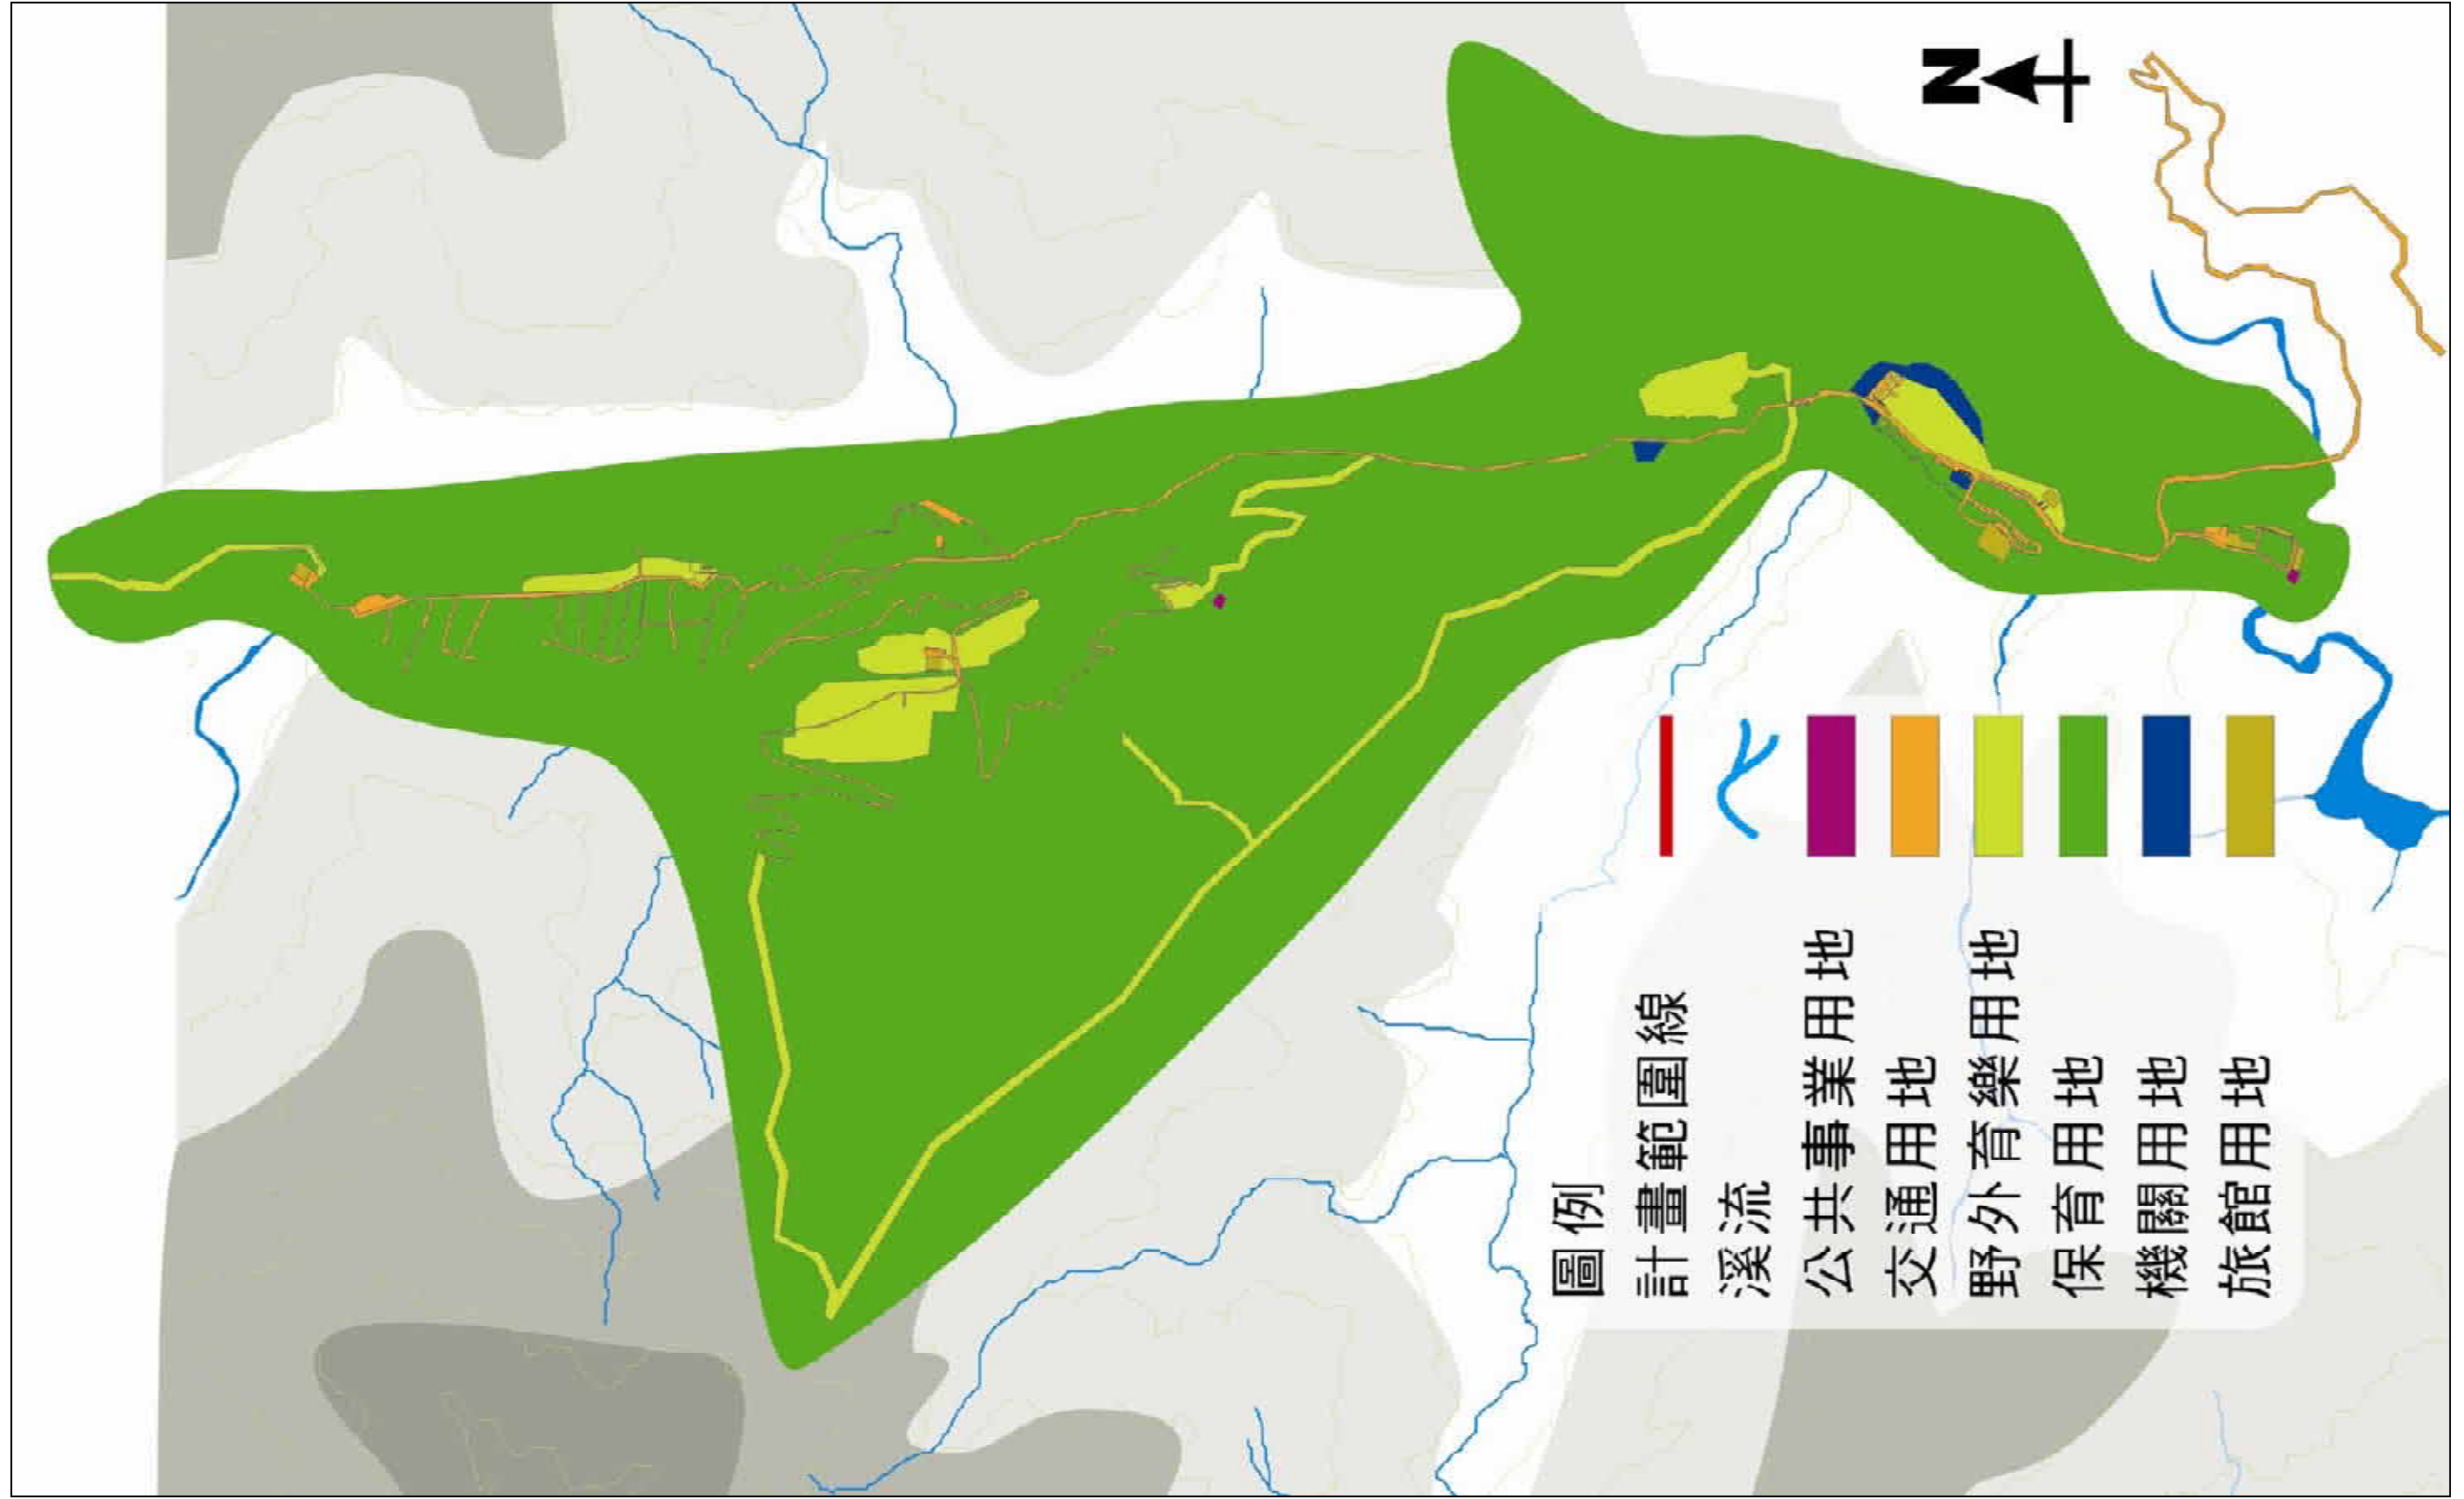 N
圖例
計畫範圍線
溪流
公共事業用地
交通用地
野外育樂用地
保育用地
機關用地
旅館用地